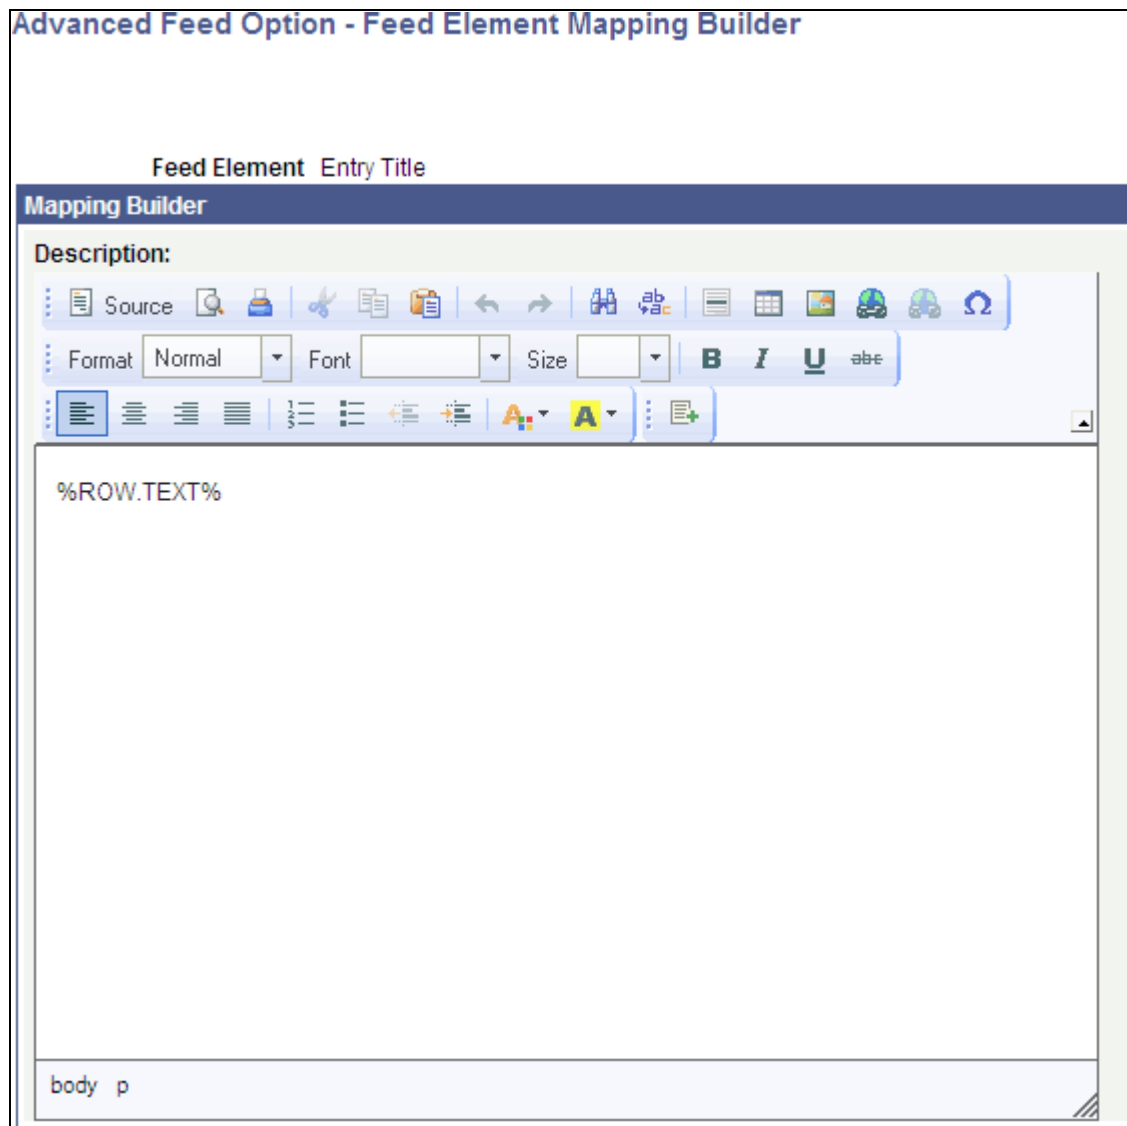 Advanced Feed Option - Feed Element Mapping Builder
Feed Element Entry Title
Mapping Builder
Description:
Source
Format Normal Font Size B I U abc
A A
%ROW.TEXT%
body p